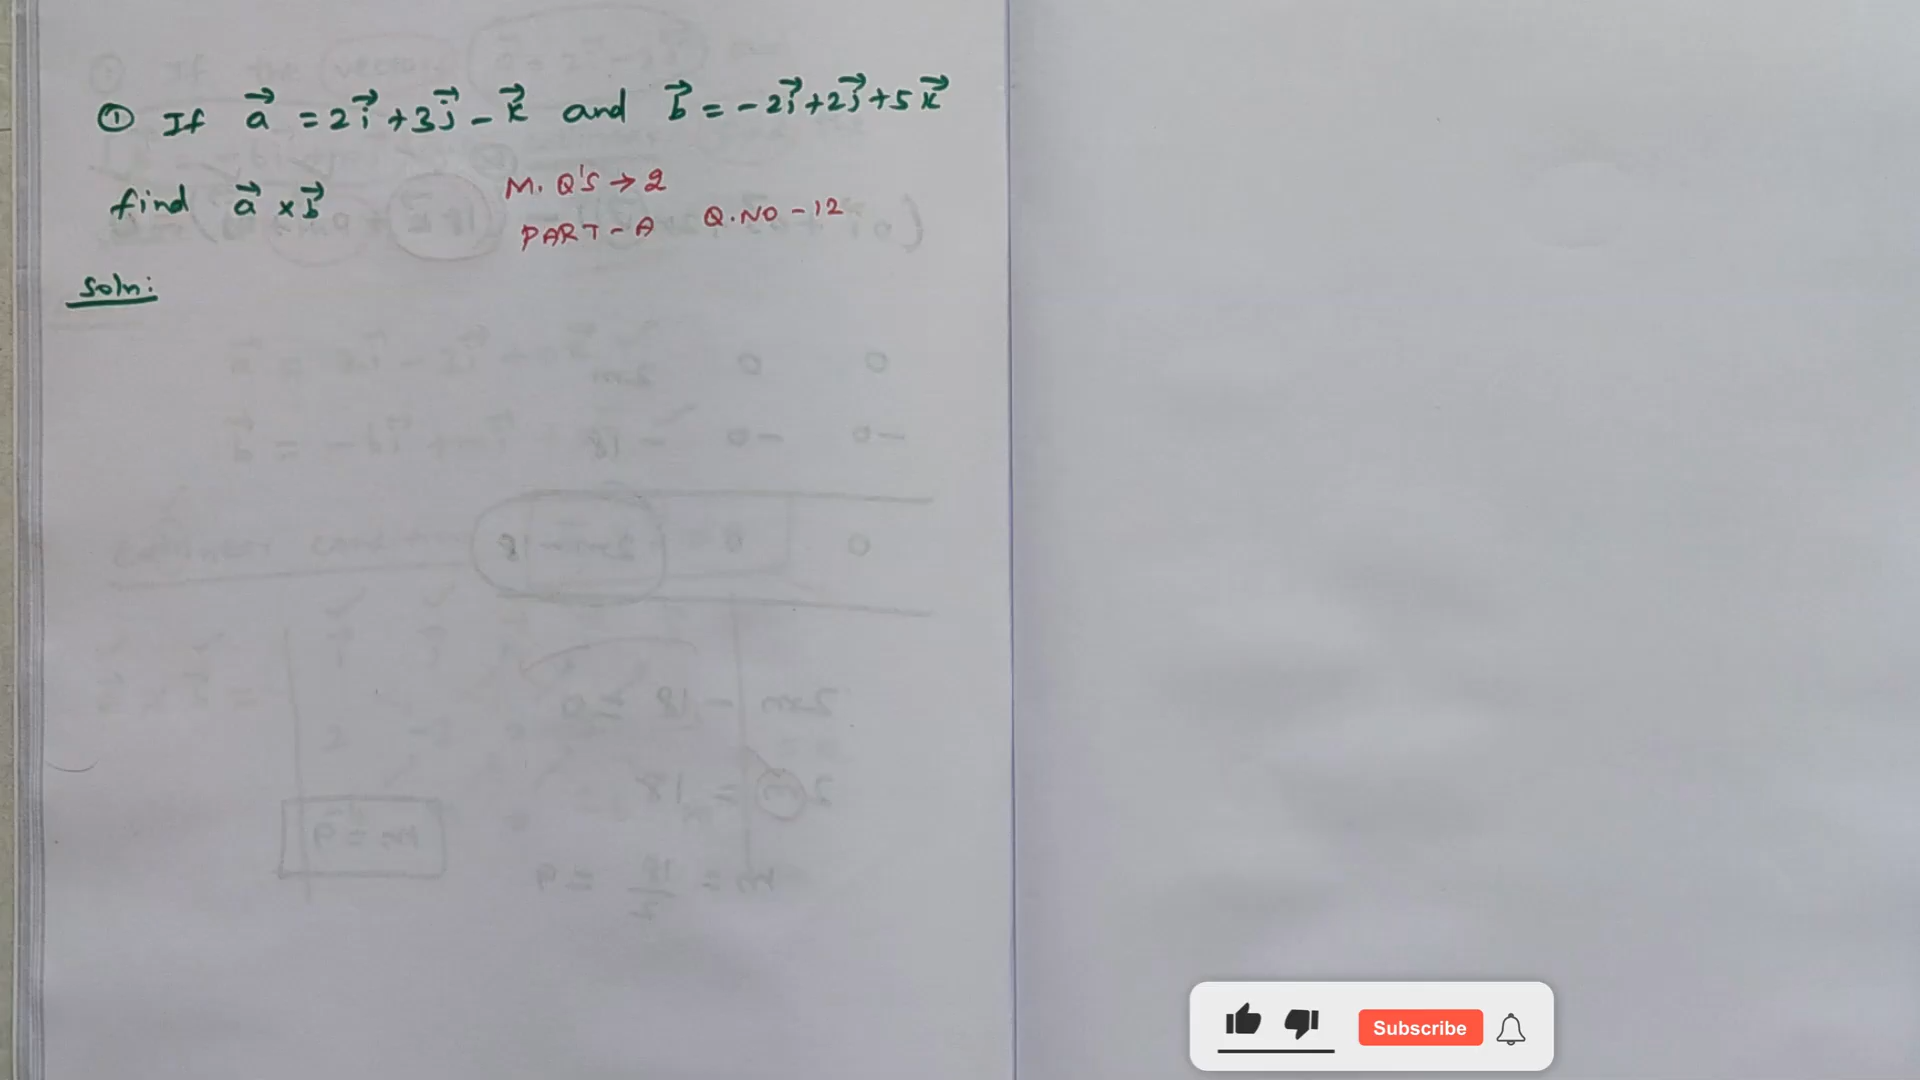 ① If a⃗ = 2i⃗ + 3j⃗ - k⃗ and b⃗ = -2i⃗ + 2j⃗ + 5k⃗
find a⃗ × b⃗
M. Q'S → 2
PART - A Q.NO - 12
Soln:
Subscribe